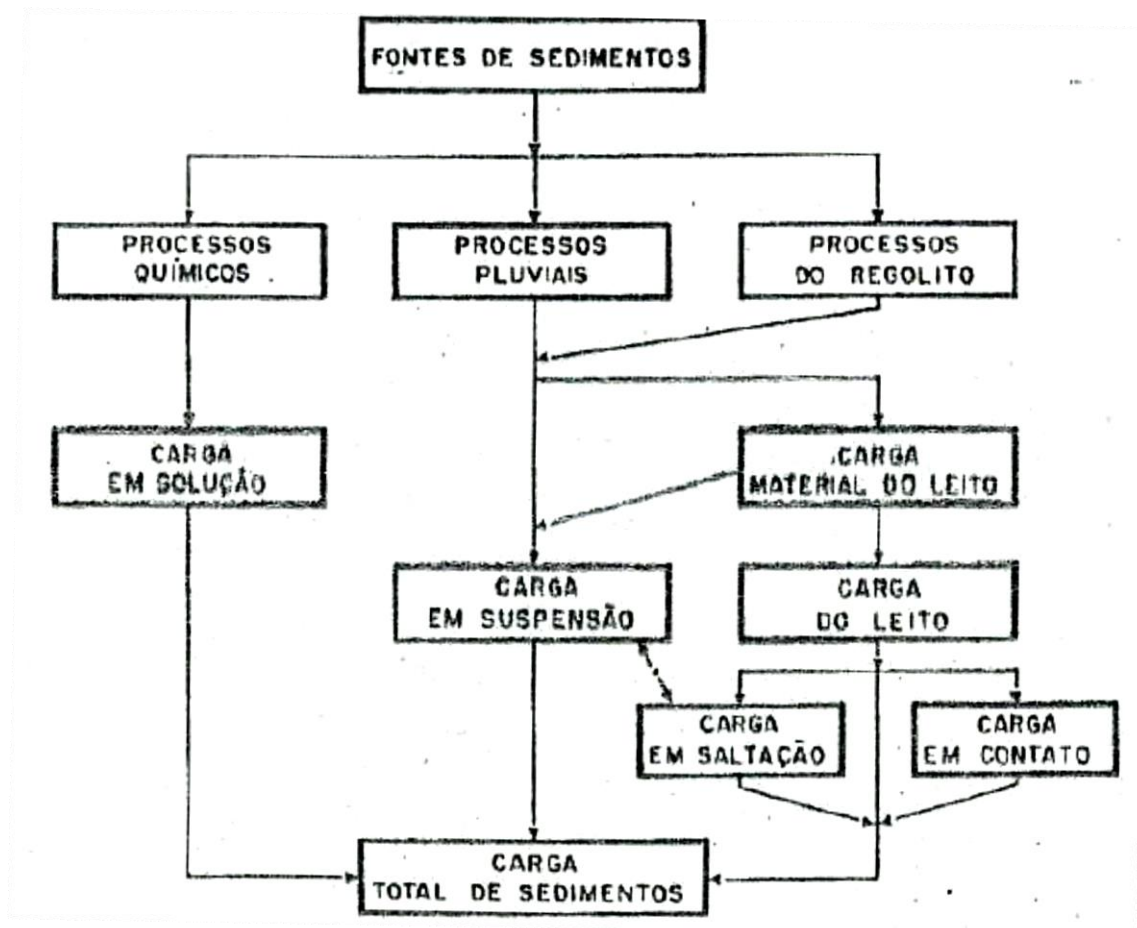 FONTES DE SEDIMENTOS
PROCESSOS
QUÍMICOS
PROCESSOS
PLUVIAIS
PROCESSOS
DO REGOLITO
CARGA
EM SOLUÇÃO
CARGA
MATERIAL DO LEITO
CARGA
EM SUSPENSÃO
CARGA
DO LEITO
CARGA
EM SALTAÇÃO
CARGA
EM CONTATO
CARGA
TOTAL DE SEDIMENTOS